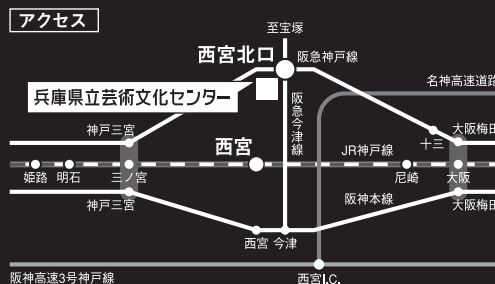 アクセス
至宝塚
西宮北口
阪急神戸線
兵庫県立芸術文化センター
名神高速道路
阪急今津線
神戸三宮
十三
大阪梅田
西宮
JR神戸線
姫路
明石
三ノ宮
尼崎
大阪
神戸三宮
阪神本線
大阪梅田
西宮
今津
阪神高速3号神戸線
西宮I.C.